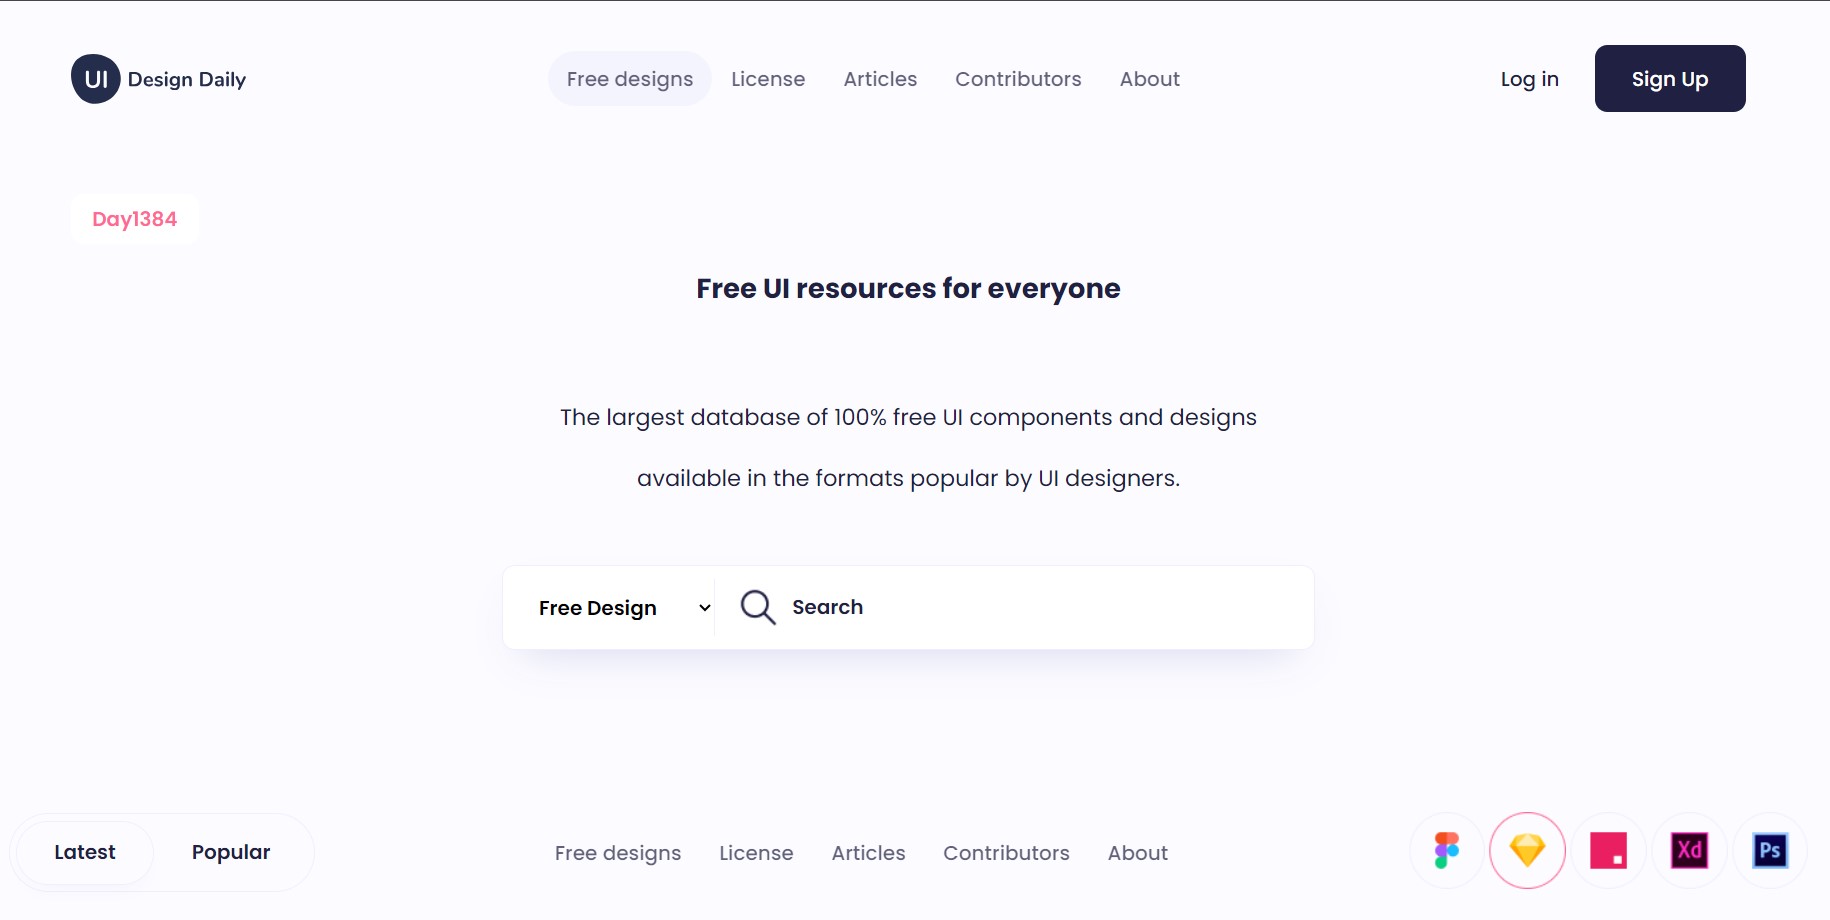 UI Design Daily
Free designs License Articles Contributors About
Log in Sign Up
Day1384
Free UI resources for everyone
The largest database of 100% free UI components and designs
available in the formats popular by UI designers.
Free Design Search
Latest Popular
Free designs License Articles Contributors About
Xd Ps